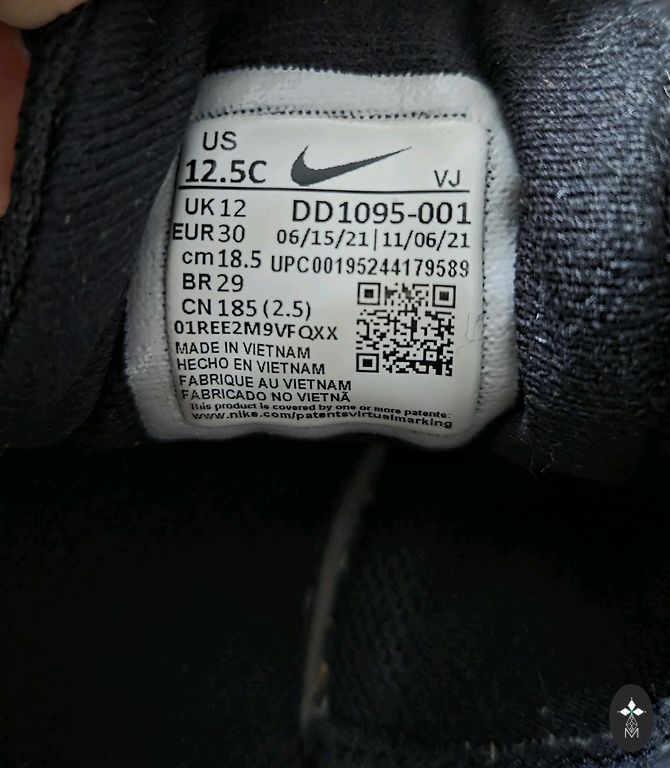 US
12.5C
VJ
UK 12
DD1095-001
EUR 30
06/15/21|11/06/21
cm 18.5
UPC00195244179589
BR 29
CN 185 (2.5)
01REE2M9VFQXX
MADE IN VIETNAM
HECHO EN VIETNAM
FABRIQUE AU VIETNAM
FABRICADO NO VIETNÃ
This product is covered by one or more patents:
www.nike.com/patentsvirtualmarking
M